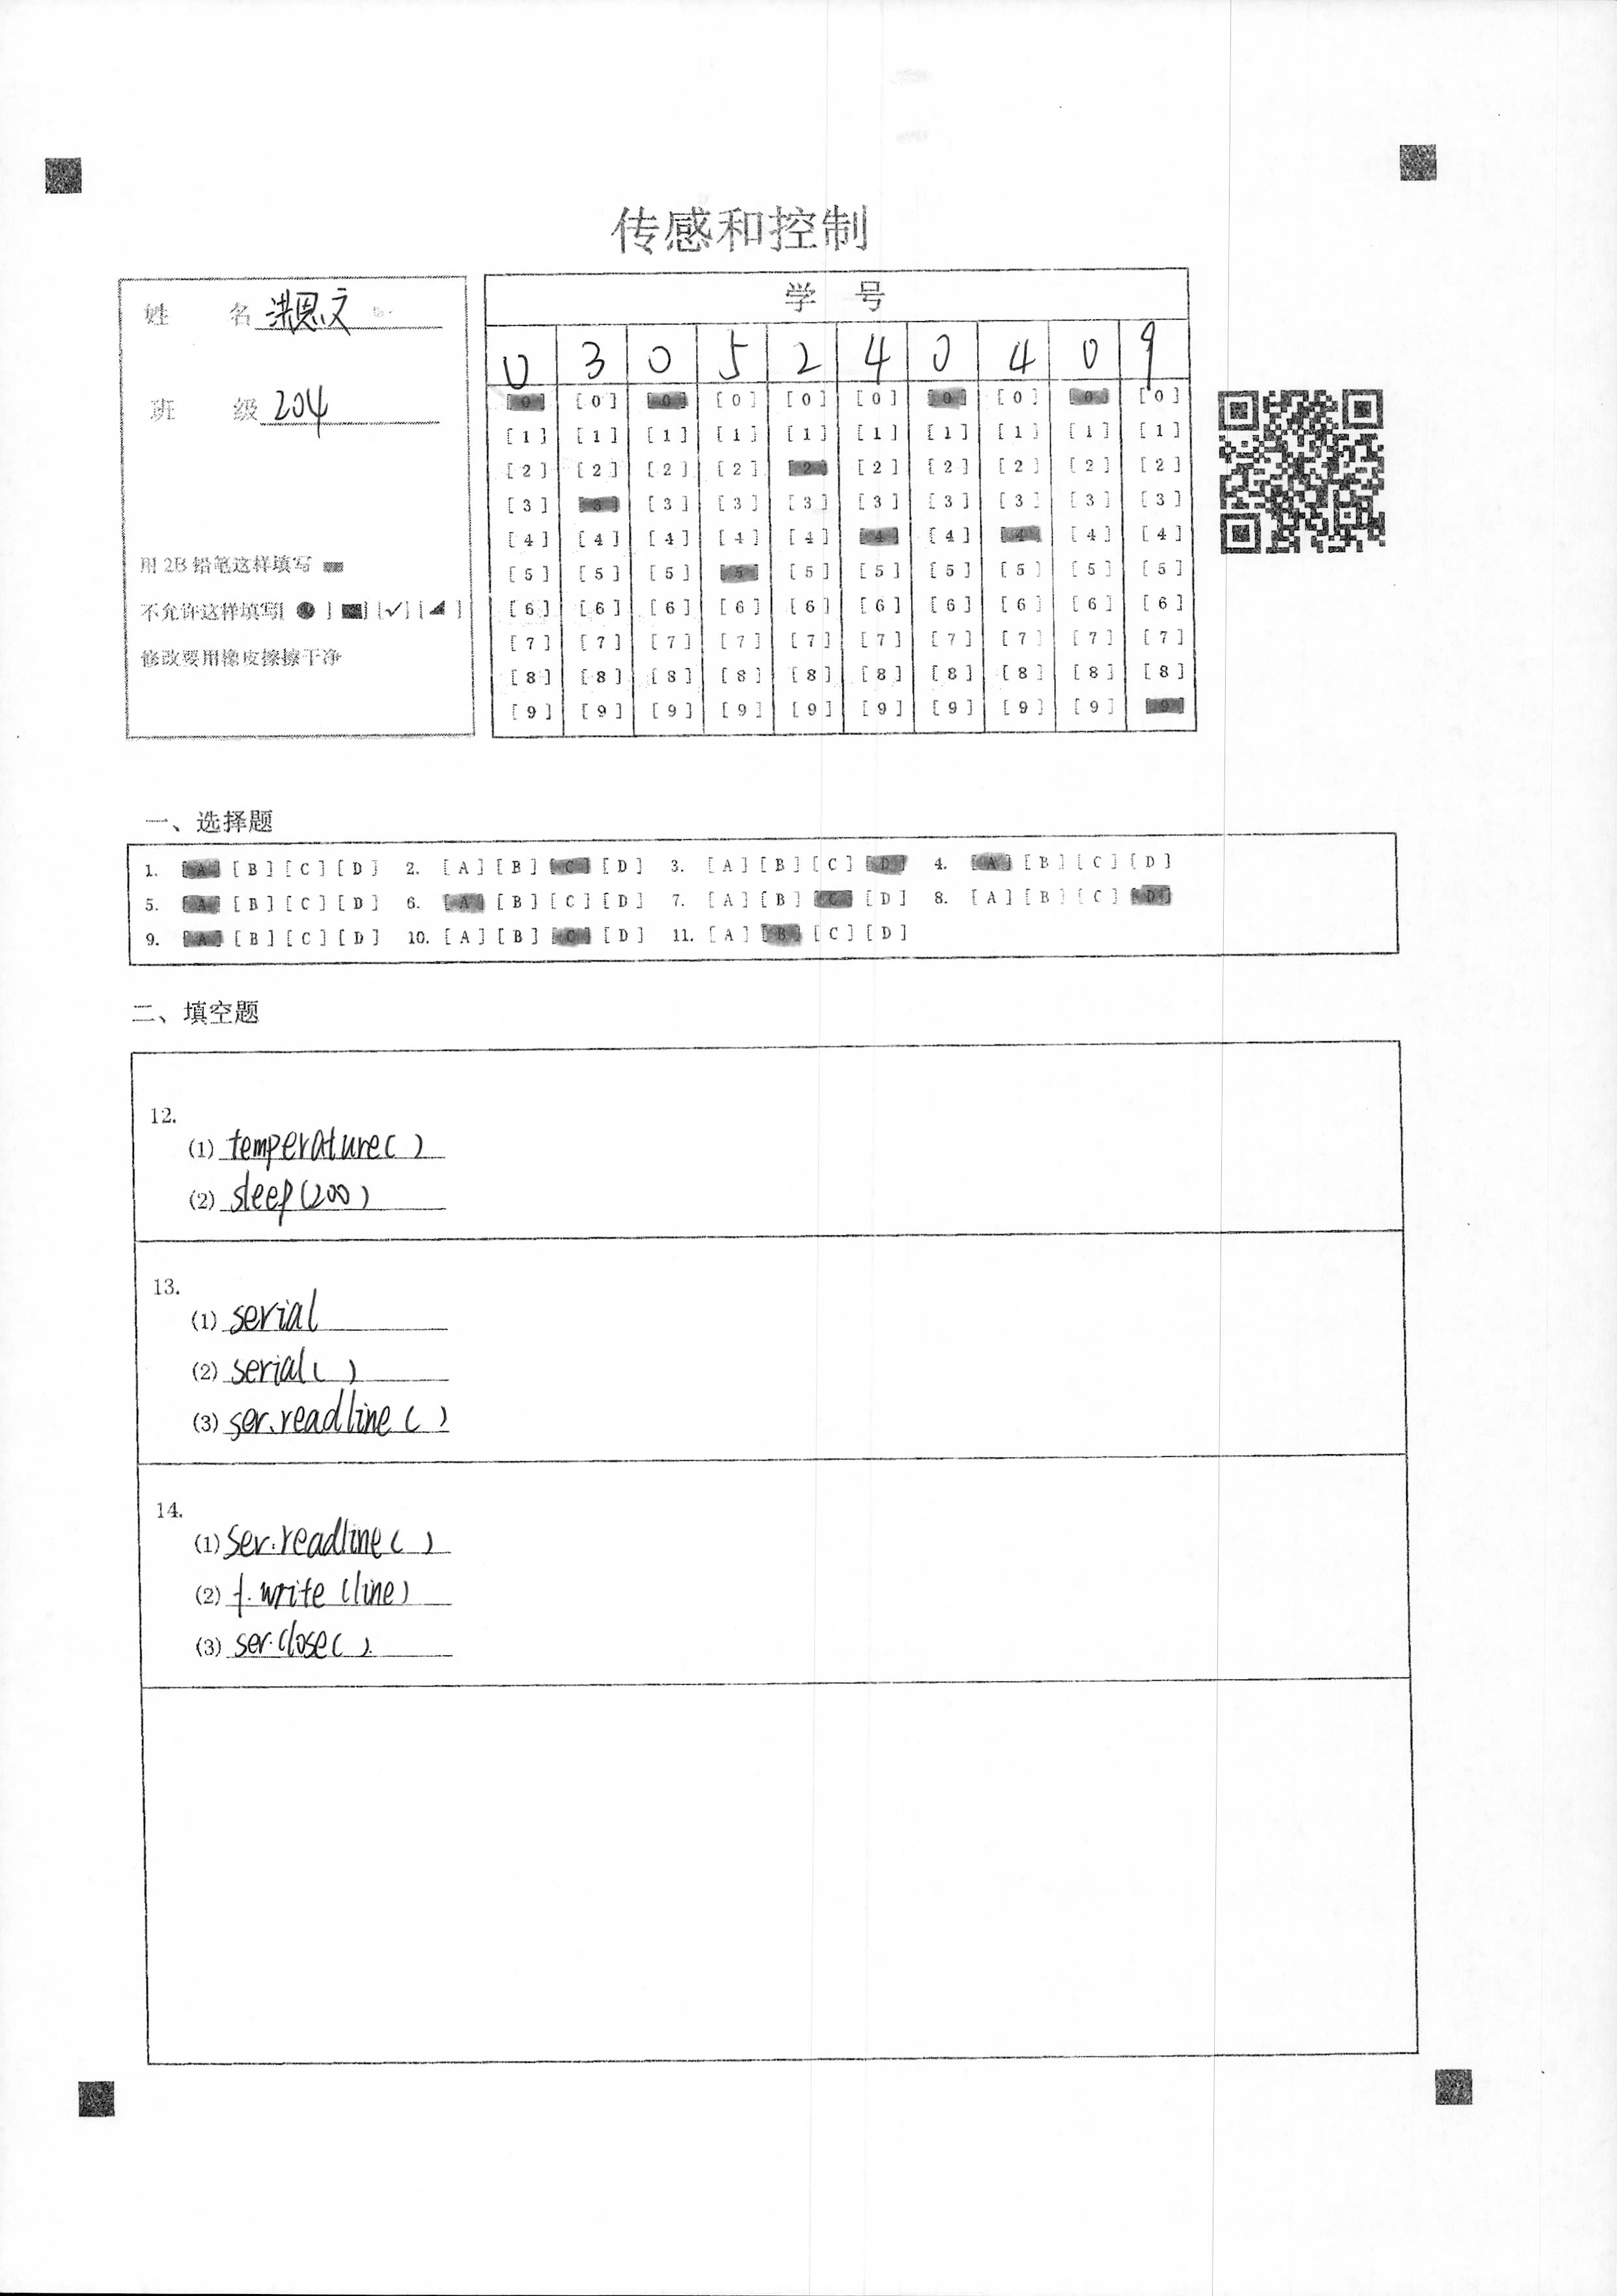 传感和控制
姓 名 洪恩文
班 级 204
用 2B 铅笔这样填写
不允许这样填写[ ] [ ] [✓] [ ]
修改要用橡皮擦擦干净
学 号
0 3 0 5 2 4 0 4 0 9
[0] [0] [0] [0] [0] [0] [0] [0] [0] [0]
[1] [1] [1] [1] [1] [1] [1] [1] [1] [1]
[2] [2] [2] [2] [2] [2] [2] [2] [2] [2]
[3] [3] [3] [3] [3] [3] [3] [3] [3] [3]
[4] [4] [4] [4] [4] [4] [4] [4] [4] [4]
[5] [5] [5] [5] [5] [5] [5] [5] [5] [5]
[6] [6] [6] [6] [6] [6] [6] [6] [6] [6]
[7] [7] [7] [7] [7] [7] [7] [7] [7] [7]
[8] [8] [8] [8] [8] [8] [8] [8] [8] [8]
[9] [9] [9] [9] [9] [9] [9] [9] [9] [9]
一、选择题
1. [A] [B] [C] [D] 2. [A] [B] [C] [D] 3. [A] [B] [C] [D] 4. [A] [B] [C] [D]
5. [A] [B] [C] [D] 6. [A] [B] [C] [D] 7. [A] [B] [C] [D] 8. [A] [B] [C] [D]
9. [A] [B] [C] [D] 10. [A] [B] [C] [D] 11. [A] [B] [C] [D]
二、填空题
12.
(1) temperature( )
(2) sleep(200)
13.
(1) serial
(2) serial( )
(3) ser.readline( )
14.
(1) ser.readline( )
(2) f.write(line)
(3) ser.close( )